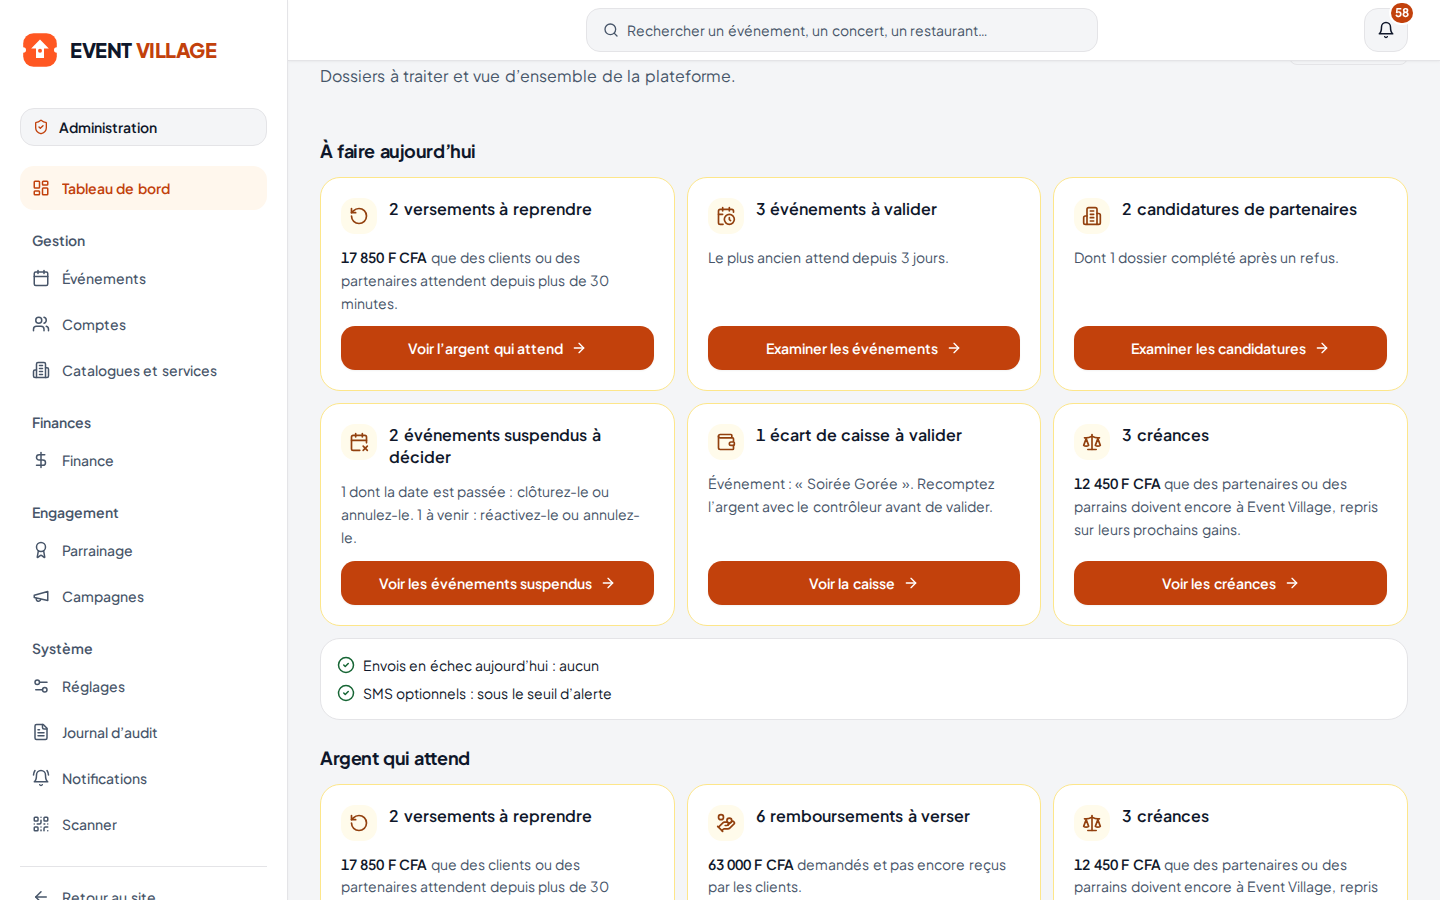 EVENT VILLAGE
Rechercher un événement, un concert, un restaurant…
58
Administration
Tableau de bord
Gestion
Événements
Comptes
Catalogues et services
Finances
Finance
Engagement
Parrainage
Campagnes
Système
Réglages
Journal d’audit
Notifications
Scanner
Retour au site
Dossiers à traiter et vue d’ensemble de la plateforme.
À faire aujourd’hui
2 versements à reprendre
17 850 F CFA que des clients ou des
partenaires attendent depuis plus de 30
minutes.
Voir l’argent qui attend
3 événements à valider
Le plus ancien attend depuis 3 jours.
Examiner les événements
2 candidatures de partenaires
Dont 1 dossier complété après un refus.
Examiner les candidatures
2 événements suspendus à
décider
1 dont la date est passée : clôturez-le ou
annulez-le. 1 à venir : réactivez-le ou annulez-
le.
Voir les événements suspendus
1 écart de caisse à valider
Événement : « Soirée Gorée ». Recomptez
l’argent avec le contrôleur avant de valider.
Voir la caisse
3 créances
12 450 F CFA que des partenaires ou des
parrains doivent encore à Event Village, repris
sur leurs prochains gains.
Voir les créances
Envois en échec aujourd’hui : aucun
SMS optionnels : sous le seuil d’alerte
Argent qui attend
2 versements à reprendre
17 850 F CFA que des clients ou des
partenaires attendent depuis plus de 30
6 remboursements à verser
63 000 F CFA demandés et pas encore reçus
par les clients.
3 créances
12 450 F CFA que des partenaires ou des
parrains doivent encore à Event Village, repris